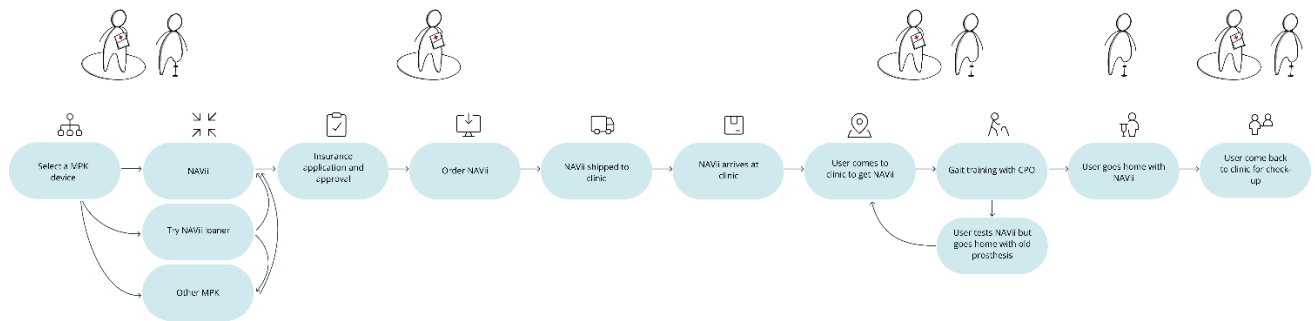 Select a MPK
device
NAVii
Insurance
application and
approval
Order NAVii
NAVii shipped to
clinic
NAVii arrives at
clinic
User comes to
clinic to get NAVii
Gait training with CPO
User goes home with
NAVii
User come back
to clinic for check-
up
Try NAVii loaner
User tests NAVii but
goes home with old
prosthesis
Other MPK